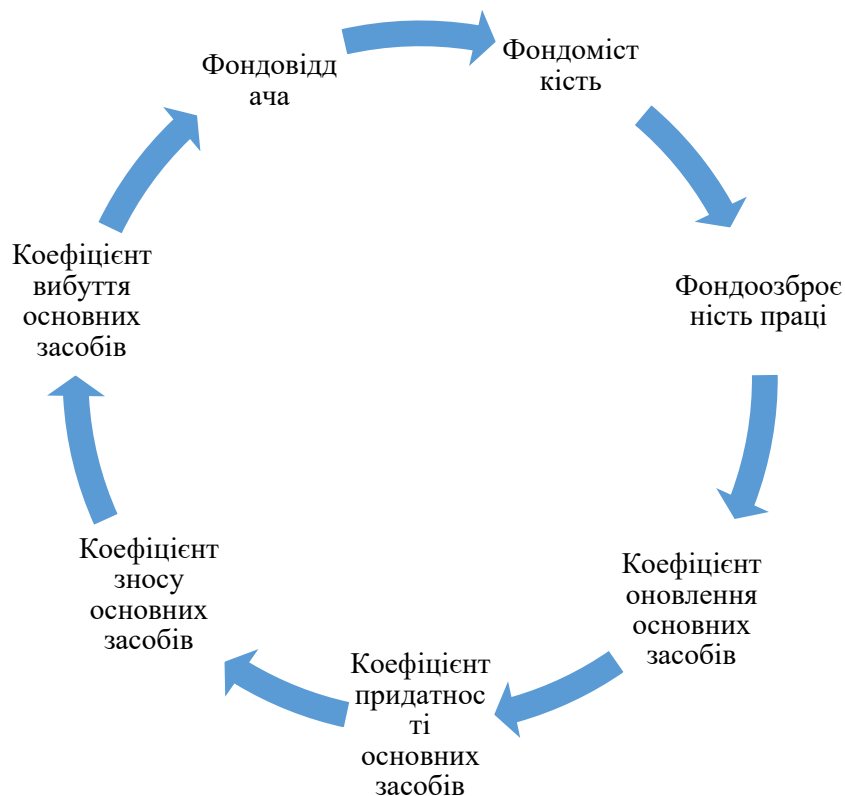 Фондовідд
ача
Фондоміст
кість
Фондоозброє
ність праці
Коефіцієнт
оновлення
основних
засобів
Коефіцієнт
придатнос
ті
основних
засобів
Коефіцієнт
зносу
основних
засобів
Коефіцієнт
вибуття
основних
засобів